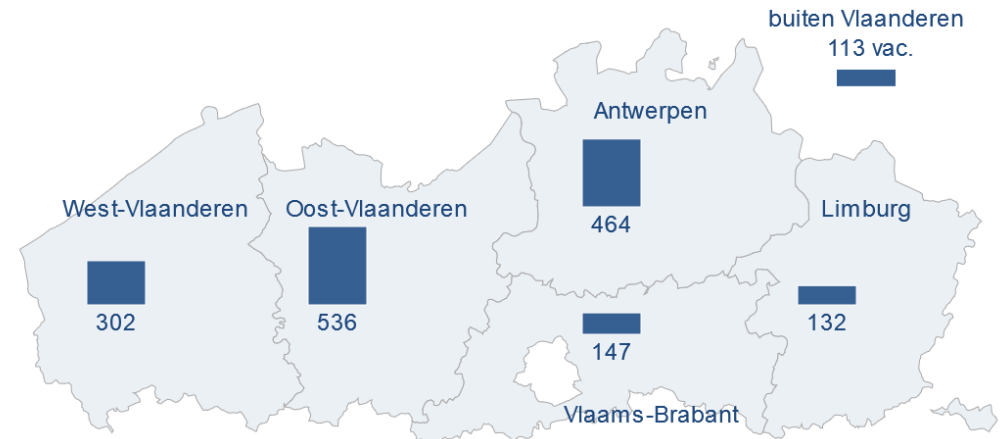 buiten Vlaanderen
113 vac.
Antwerpen
464
West-Vlaanderen
302
Oost-Vlaanderen
536
Limburg
132
147
Vlaams-Brabant